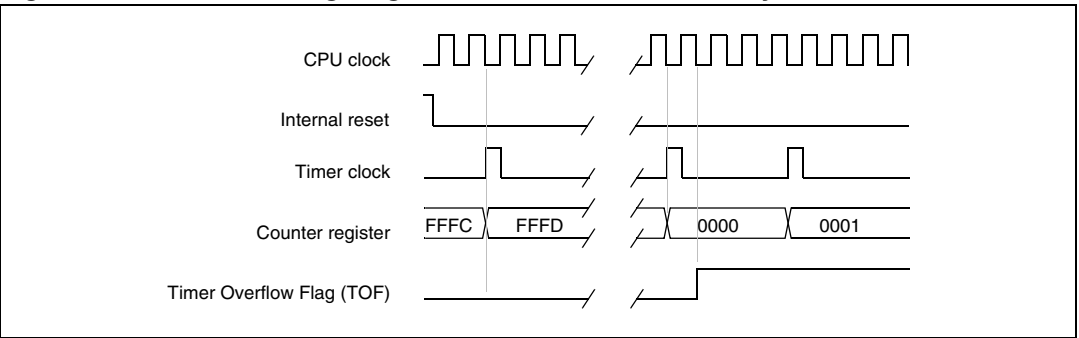 CPU clock
Internal reset
Timer clock
Counter register
FFFC FFFD 0000 0001
Timer Overflow Flag (TOF)